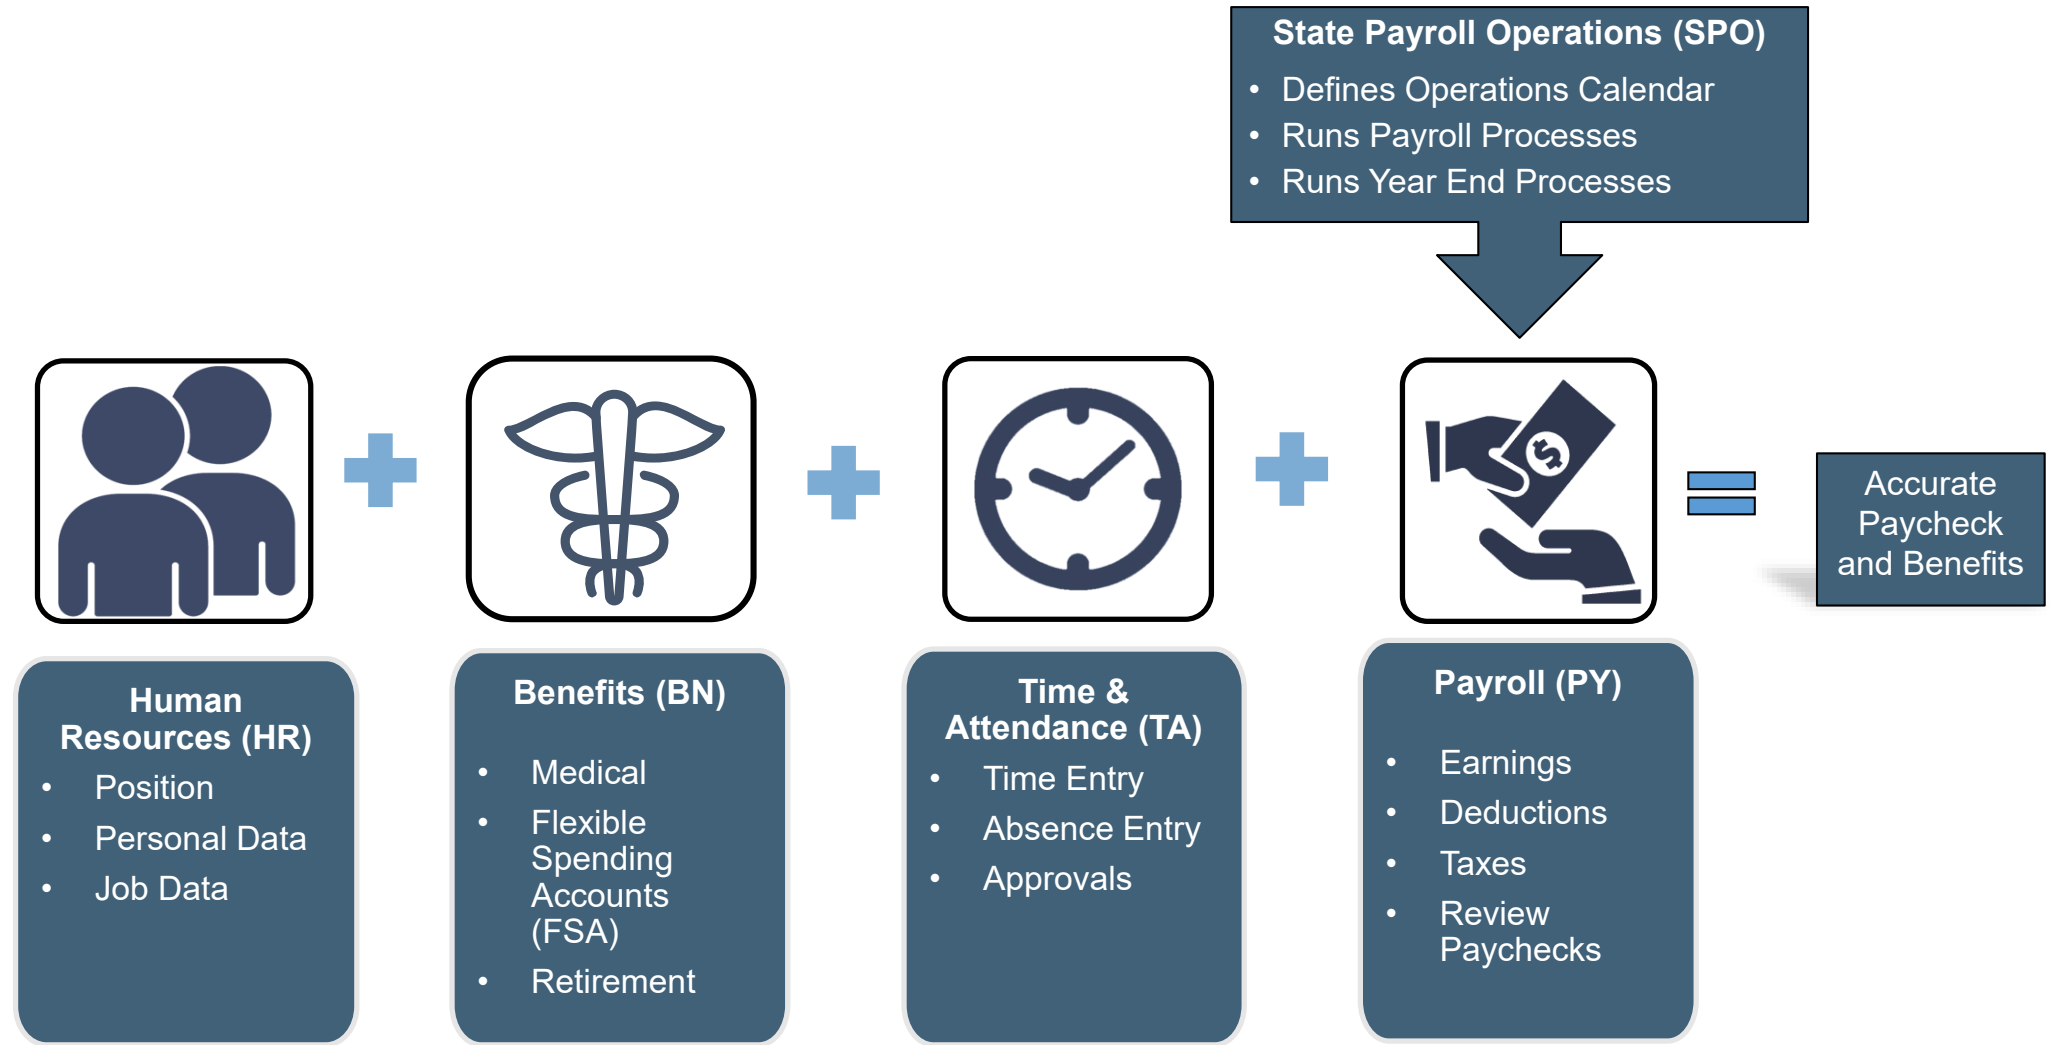 State Payroll Operations (SPO)
• Defines Operations Calendar
• Runs Payroll Processes
• Runs Year End Processes
$
Accurate
Paycheck
and Benefits
Human
Resources (HR)
• Position
• Personal Data
• Job Data
Benefits (BN)
• Medical
• Flexible
Spending
Accounts
(FSA)
• Retirement
Time &
Attendance (TA)
• Time Entry
• Absence Entry
• Approvals
Payroll (PY)
• Earnings
• Deductions
• Taxes
• Review
Paychecks